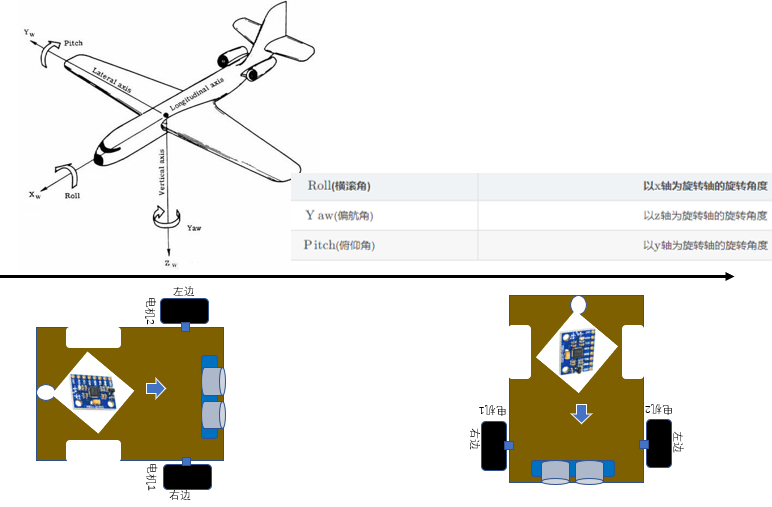 Y_w
Pitch
Lateral axis
Longitudinal axis
X_w
Roll
Vertical axis
Yaw
Z_w
Roll(横滚角) 以x轴为旋转轴的旋转角度
Yaw(偏航角) 以z轴为旋转轴的旋转角度
Pitch(俯仰角) 以y轴为旋转轴的旋转角度
左边
电机2
电机1
右边
电机1
右边
电机2
左边